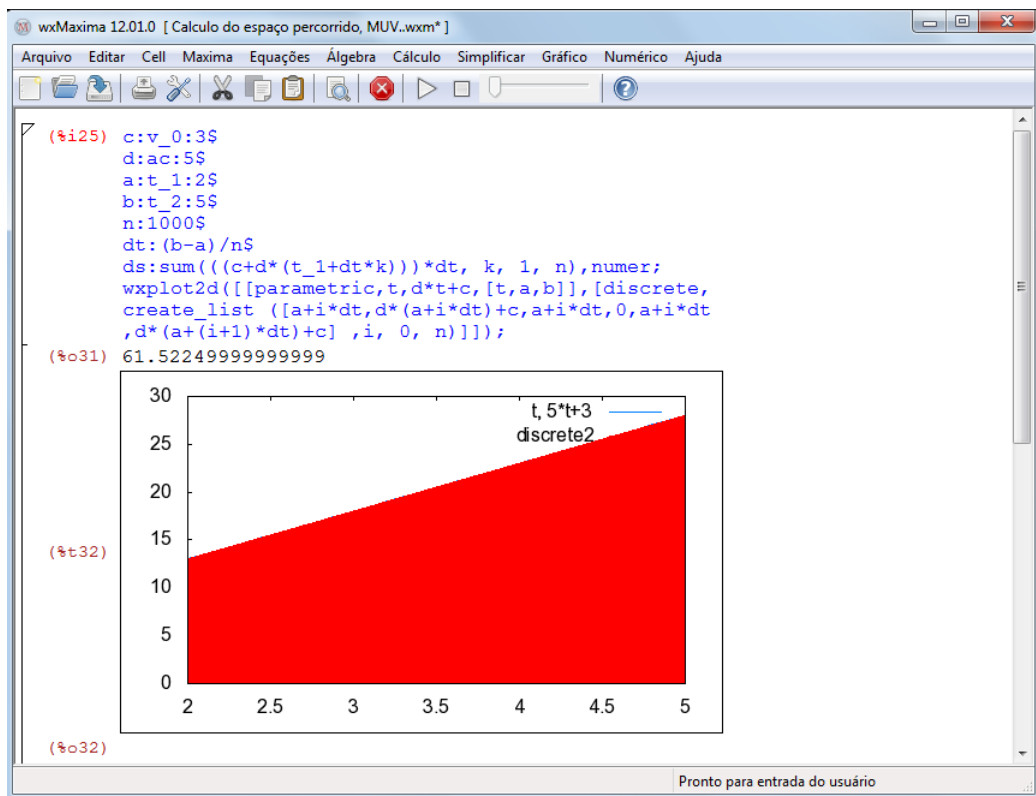 wxMaxima 12.01.0 [ Calculo do espaço percorrido, MUV..wxm* ]
Arquivo Editar Cell Maxima Equações Álgebra Cálculo Simplificar Gráfico Numérico Ajuda
(%i25) c:v_0:3$
d:ac:5$
a:t_1:2$
b:t_2:5$
n:1000$
dt:(b-a)/n$
ds:sum(((c+d*(t_1+dt*k)))*dt, k, 1, n),numer;
wxplot2d([[parametric,t,d*t+c,[t,a,b]],[discrete,
create_list ([a+i*dt,d*(a+i*dt)+c,a+i*dt,0,a+i*dt
,d*(a+(i+1)*dt)+c] ,i, 0, n)]]);
(%o31) 61.52249999999999
30
t, 5*t+3
discrete2
25
20
15
(%t32)
10
5
0
2 2.5 3 3.5 4 4.5 5
(%o32)
Pronto para entrada do usuário